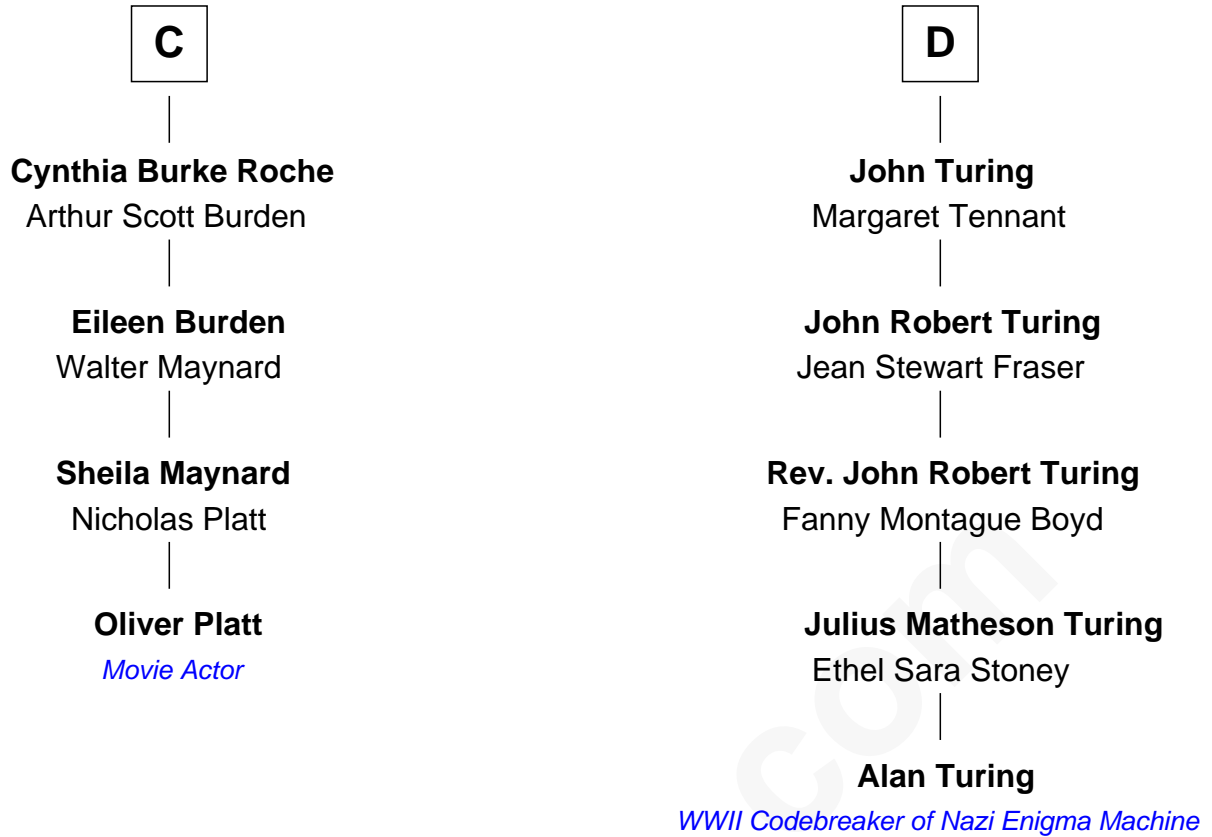 C
Cynthia Burke Roche
Arthur Scott Burden
Eileen Burden
Walter Maynard
Sheila Maynard
Nicholas Platt
Oliver Platt
Movie Actor
D
John Turing
Margaret Tennant
John Robert Turing
Jean Stewart Fraser
Rev. John Robert Turing
Fanny Montague Boyd
Julius Matheson Turing
Ethel Sara Stoney
Alan Turing
WWII Codebreaker of Nazi Enigma Machine
com